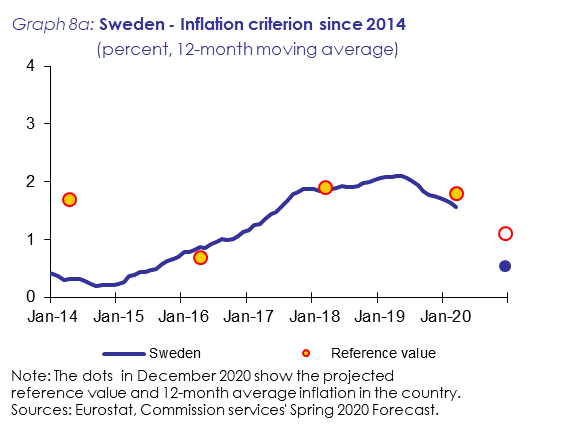 Graph 8a: Sweden - Inflation criterion since 2014
(percent, 12-month moving average)
4
3
2
1
0
Jan-14 Jan-15 Jan-16 Jan-17 Jan-18 Jan-19 Jan-20
Sweden Reference value
Note: The dots in December 2020 show the projected
reference value and 12-month average inflation in the country.
Sources: Eurostat, Commission services' Spring 2020 Forecast.